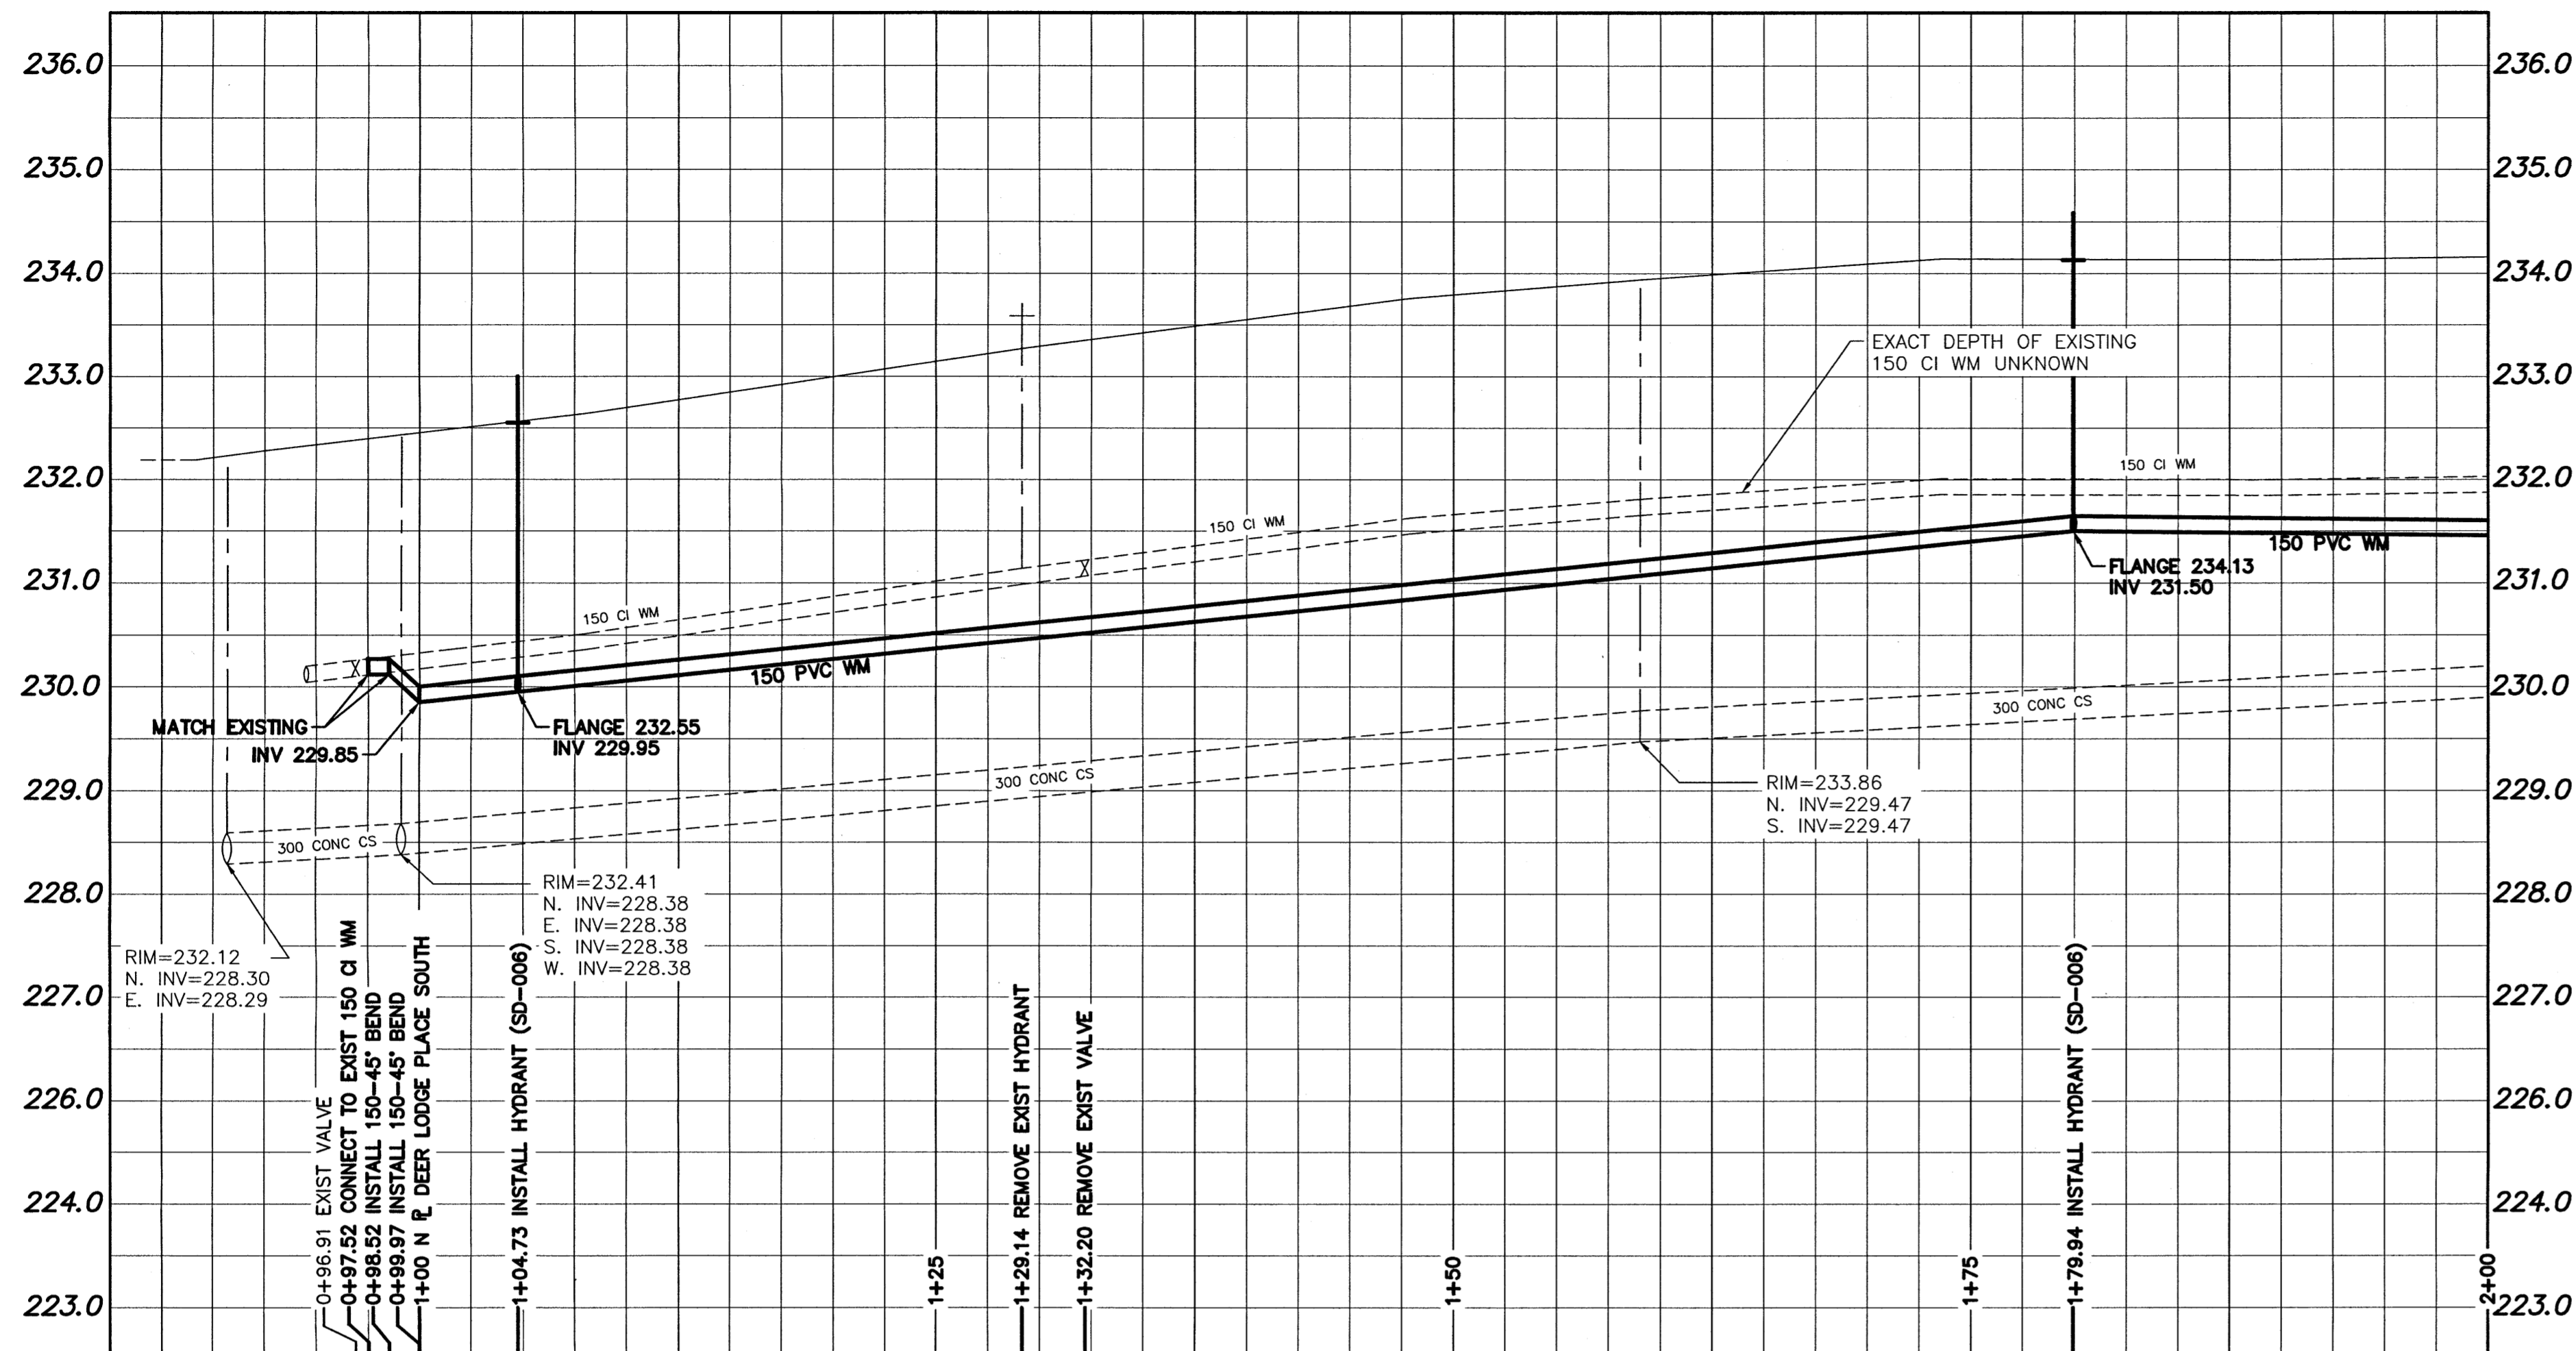 236.0
236.0
235.0
235.0
234.0
234.0
EXACT DEPTH OF EXISTING
150 CI WM UNKNOWN
233.0
233.0
150 CI WM
232.0
232.0
150 CI WM
150 PVC WM
FLANGE 234.13
INV 231.50
231.0
231.0
150 CI WM
150 PVC WM
230.0
230.0
MATCH EXISTING
INV 229.85
FLANGE 232.55
INV 229.95
300 CONC CS
300 CONC CS
RIM=233.86
N. INV=229.47
S. INV=229.47
229.0
229.0
300 CONC CS
RIM=232.41
N. INV=228.38
E. INV=228.38
S. INV=228.38
W. INV=228.38
228.0
228.0
RIM=232.12
N. INV=228.30
E. INV=228.29
227.0
227.0
226.0
226.0
224.0
224.0
223.0
223.0
0+96.91 EXIST VALVE
0+97.52 CONNECT TO EXIST 150 CI WM
0+98.52 INSTALL 150-45° BEND
0+99.97 INSTALL 150-45° BEND
1+00 N PL DEER LODGE PLACE SOUTH
1+04.73 INSTALL HYDRANT (SD-006)
1+25
1+29.14 REMOVE EXIST HYDRANT
1+32.20 REMOVE EXIST VALVE
1+50
1+75
1+79.94 INSTALL HYDRANT (SD-006)
2+00